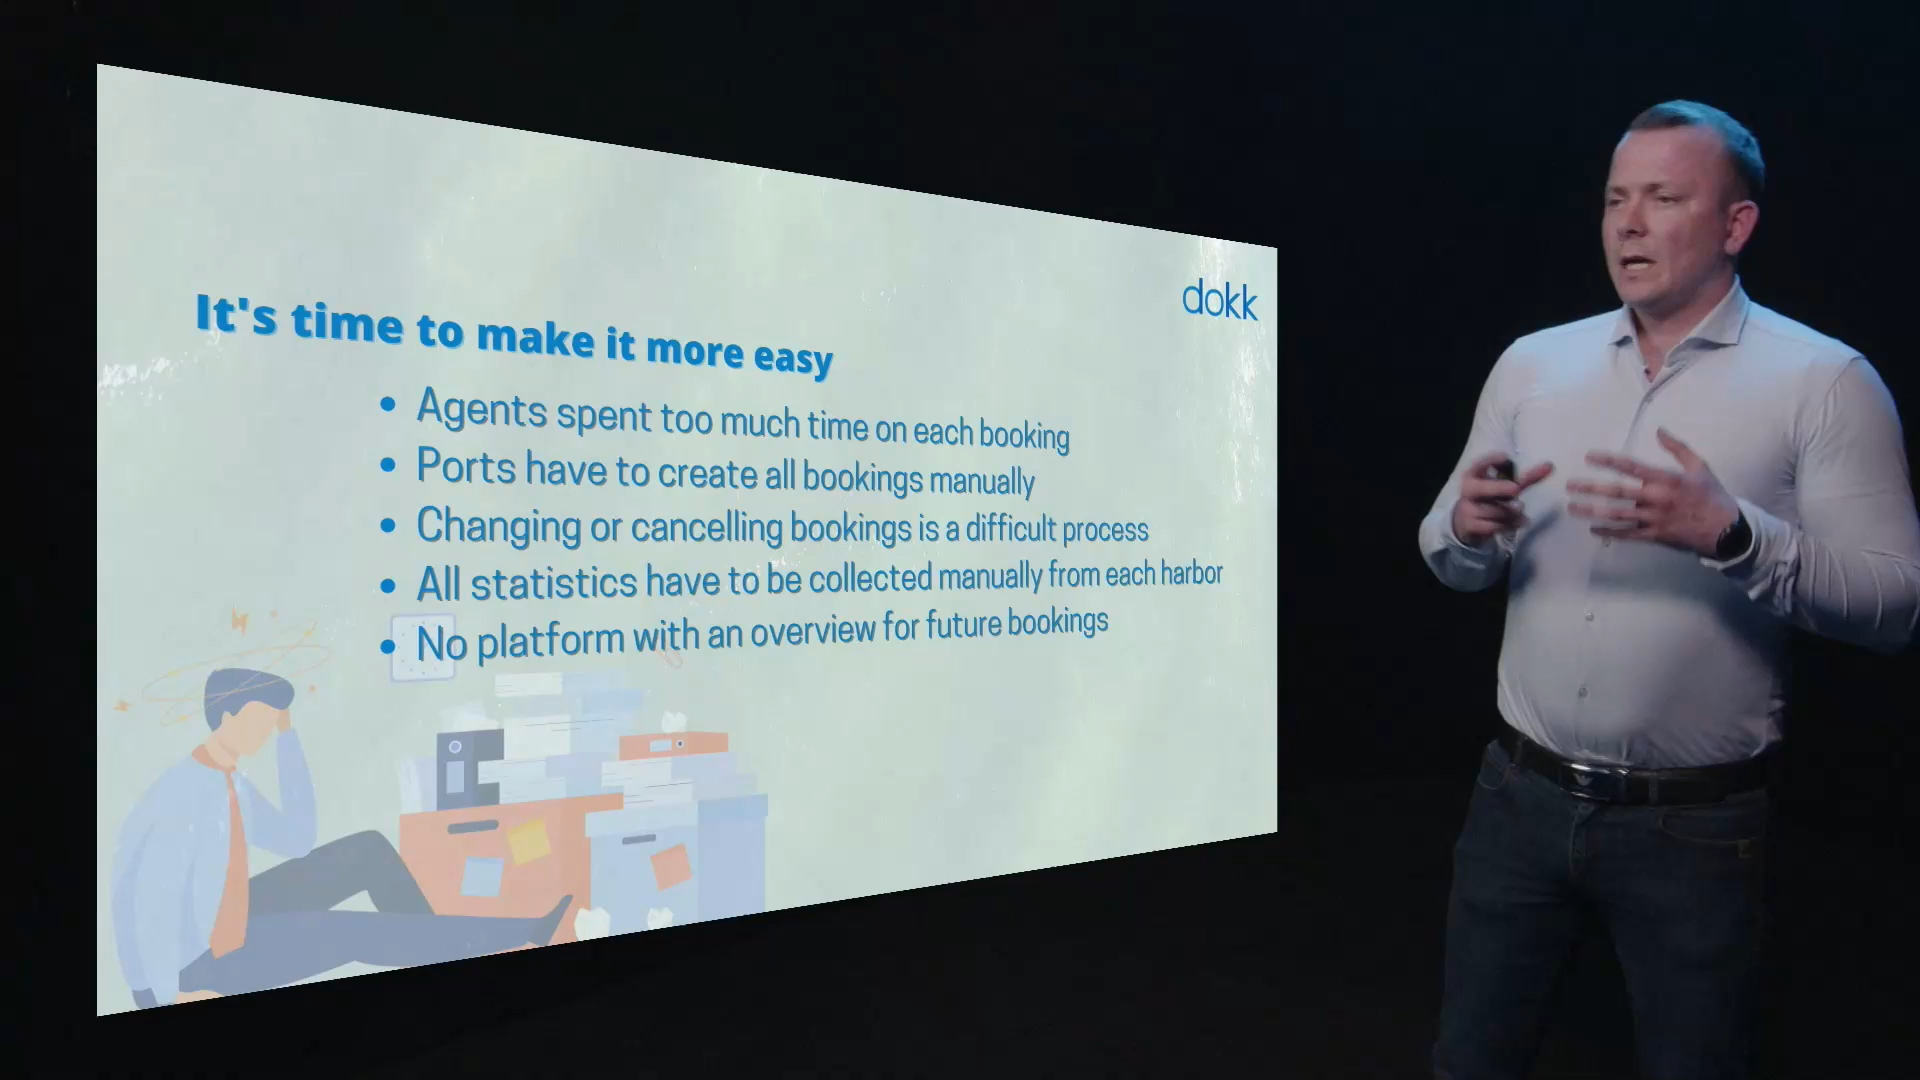 dokk
It's time to make it more easy
• Agents spent too much time on each booking
• Ports have to create all bookings manually
• Changing or cancelling bookings is a difficult process
• All statistics have to be collected manually from each harbor
• No platform with an overview for future bookings